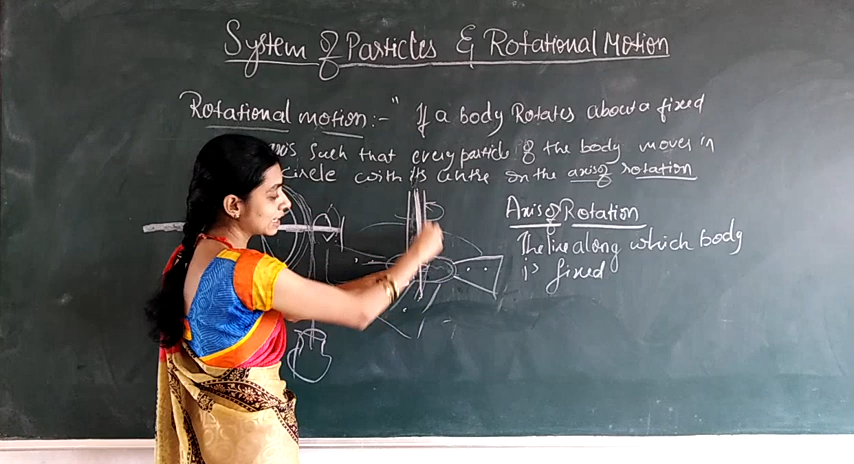 System of Particles & Rotational Motion
Rotational motion:- " If a body Rotates about a fixed
axis such that every particle of the body moves in
circle with its centre on the axis of rotation
Axis of Rotation
The line along which body
is fixed